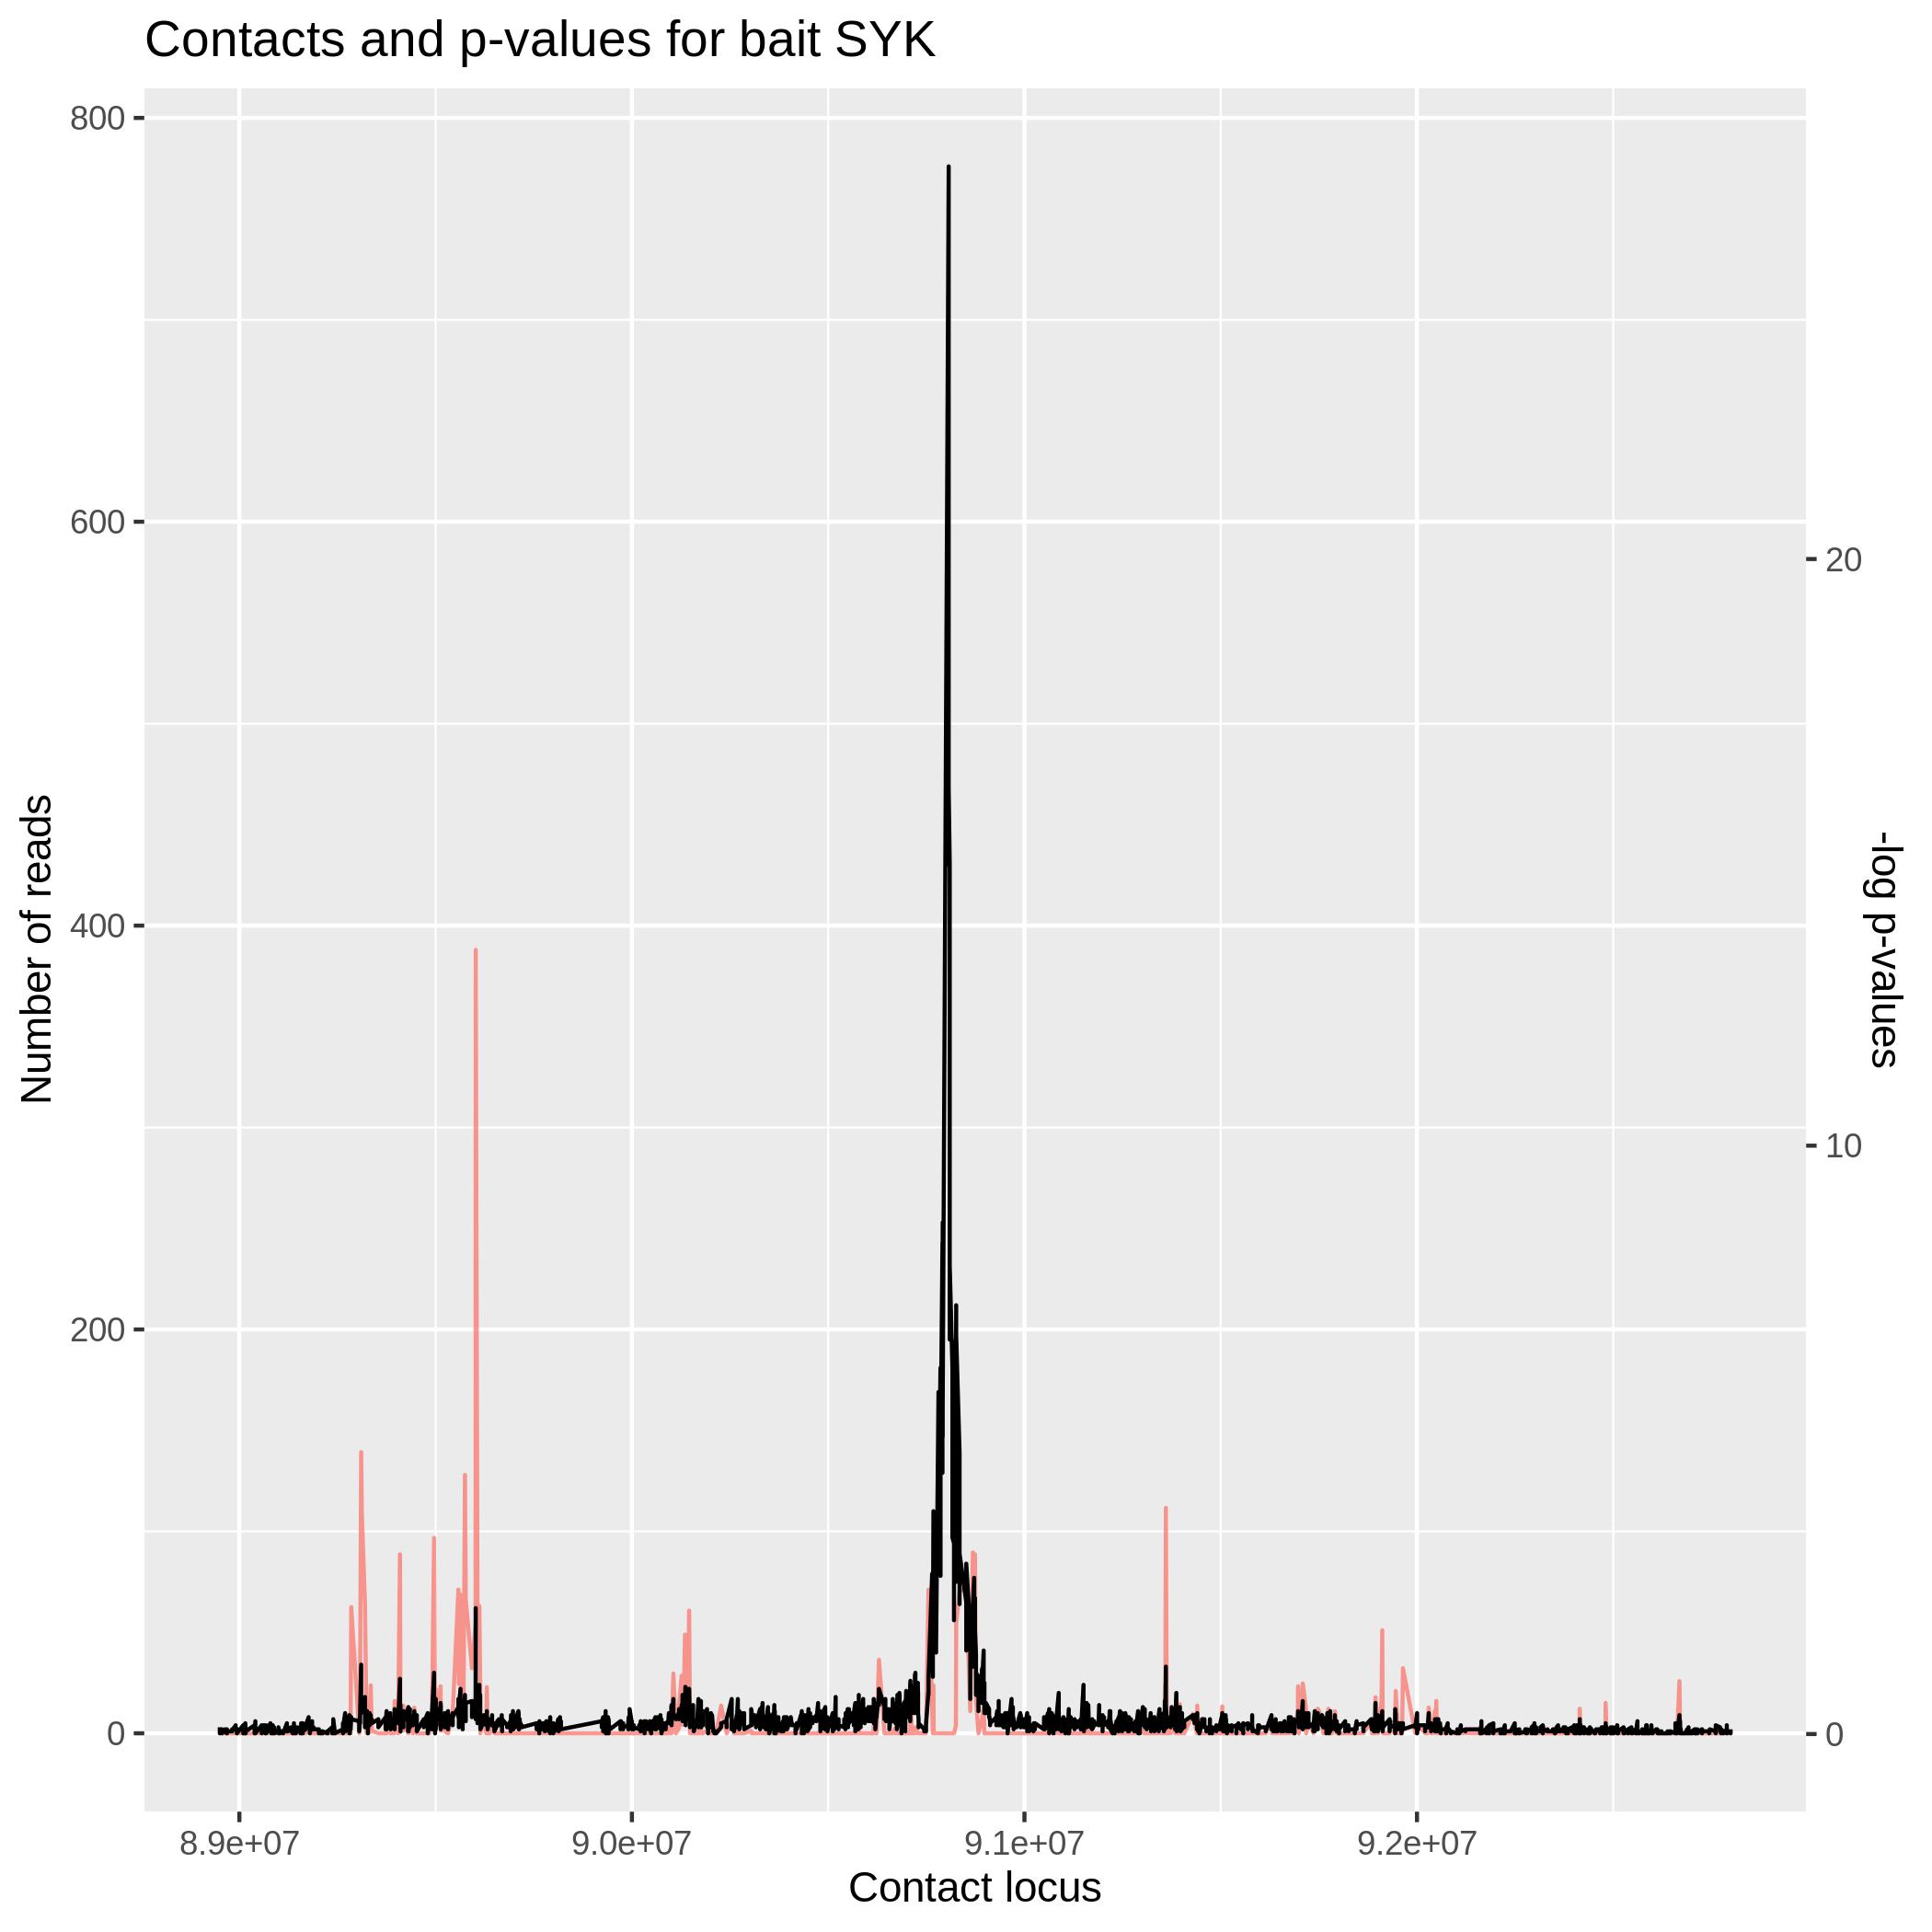 Contacts and p-values for bait SYK
800
600
400
200
0
Number of reads
20
10
0
-log p-values
8.9e+07
9.0e+07
9.1e+07
9.2e+07
Contact locus